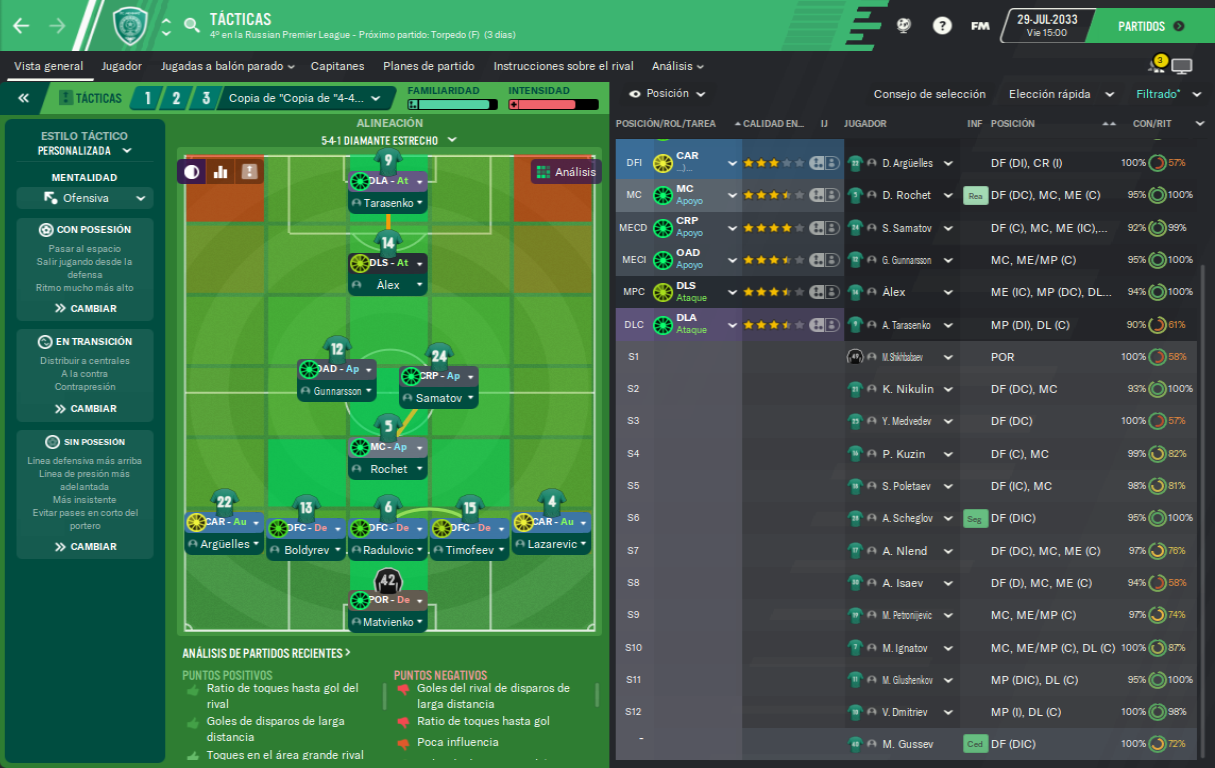 TÁCTICAS
4º en la Russian Premier League - Próximo partido: Torpedo (F) (3 días)
FM
29-JUL-2033
Vie 15:00
PARTIDOS
Vista general
Jugador
Jugadas a balón parado
Capitanes
Planes de partido
Instrucciones sobre el rival
Análisis
3
TÁCTICAS
1
2
3
Copia de "Copia de "4-4...
FAMILIARIDAD
INTENSIDAD
ESTILO TÁCTICO
PERSONALIZADA
MENTALIDAD
Ofensiva
CON POSESIÓN
Pasar al espacio
Salir jugando desde la
defensa
Ritmo mucho más alto
CAMBIAR
EN TRANSICIÓN
Distribuir a centrales
A la contra
Contrapresión
CAMBIAR
SIN POSESIÓN
Línea defensiva más arriba
Línea de presión más
adelantada
Más insistente
Evitar pases en corto del
portero
CAMBIAR
ALINEACIÓN
5-4-1 DIAMANTE ESTRECHO
Análisis
9
DLA - At
Tarasenko
14
DLS - At
Àlex
12
OAD - Ap
Gunnarsson
24
CRP - Ap
Samatov
5
MC - Ap
Rochet
22
CAR - Au
Argüelles
13
DFC - De
Boldyrev
6
DFC - De
Radulovic
15
DFC - De
Timofeev
4
CAR - Au
Lazarevic
42
POR - De
Matvienko
ANÁLISIS DE PARTIDOS RECIENTES >
PUNTOS POSITIVOS
Ratio de toques hasta gol del
rival
Goles de disparos de larga
distancia
Toques en el área grande rival
PUNTOS NEGATIVOS
Goles del rival de disparos de
larga distancia
Ratio de toques hasta gol
Poca influencia
Posición
Consejo de selección
Elección rápida
Filtrado*
POSICIÓN/ROL/TAREA CALIDAD EN... IJ JUGADOR INF POSICIÓN CON/RIT
DFI CAR ...)...) 22 D. Argüelles DF (DI), CR (I) 100% 57%
MC MC Apoyo 5 D. Rochet Rea DF (DC), MC, ME (C) 95% 100%
MECD CRP Apoyo 24 S. Samatov DF (C), MC, ME (IC),... 92% 99%
MECI OAD Apoyo 12 G. Gunnarsson MC, ME/MP (C) 95% 100%
MPC DLS Ataque 14 Àlex ME (IC), MP (DC), DL... 94% 100%
DLC DLA Ataque 9 A. Tarasenko MP (DI), DL (C) 90% 61%
S1 M. Shikhbabaev POR 100% 58%
S2 K. Nikulin DF (DC), MC 93% 100%
S3 Y. Medvedev DF (DC) 100% 57%
S4 P. Kuzin DF (C), MC 99% 82%
S5 S. Poletaev DF (IC), MC 98% 81%
S6 A. Scheglov Seg DF (DIC) 95% 100%
S7 A. Nlend DF (DC), MC, ME (C) 97% 76%
S8 A. Isaev DF (D), MC, ME (C) 94% 58%
S9 M. Petronijevic MC, ME/MP (C) 97% 74%
S10 M. Ignatov MC, ME/MP (C), DL (C) 100% 87%
S11 M. Glushenkov MP (DIC), DL (C) 95% 100%
S12 V. Dmitriev MP (I), DL (C) 100% 98%
- M. Gussev Ced DF (DIC) 100% 72%